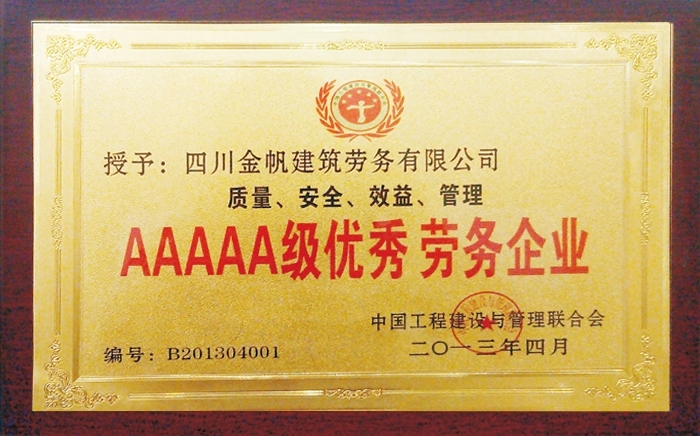 授予：四川金帆建筑劳务有限公司
质量、安全、效益、管理
AAAAA级优秀 劳务企业
中国工程建设与管理联合会
编号：B201304001
二〇一三年四月